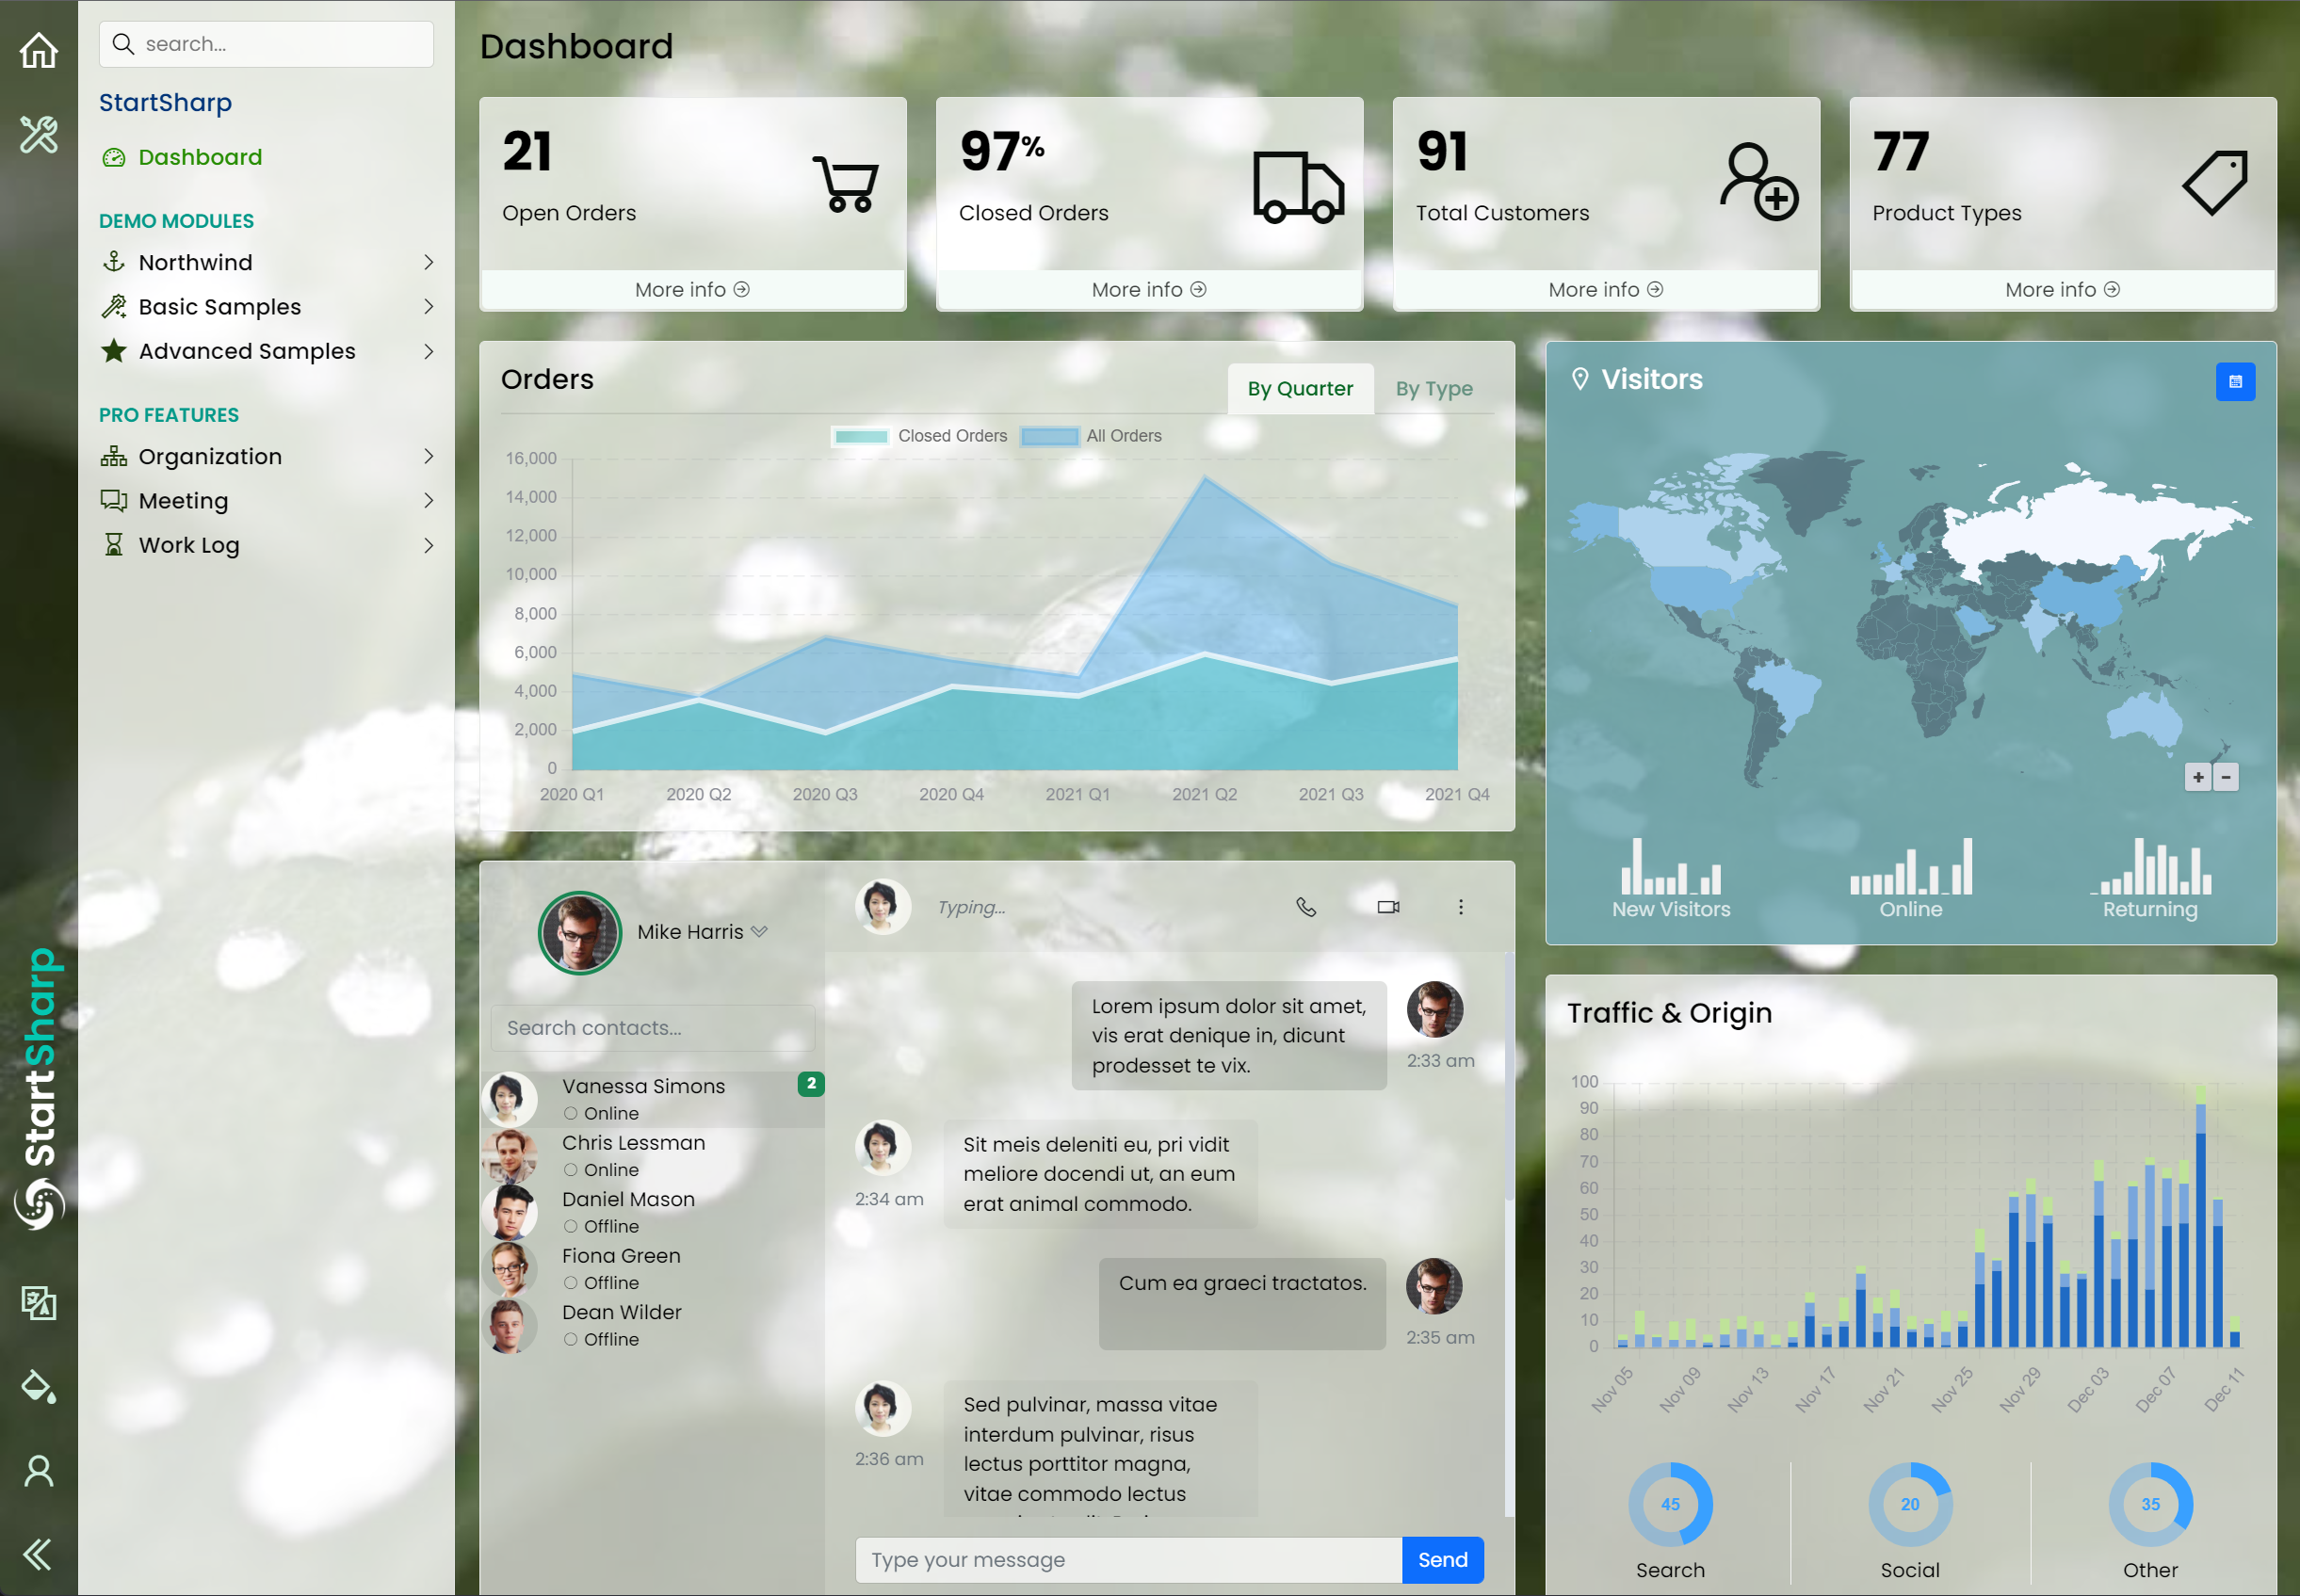 search...
StartSharp
Dashboard
DEMO MODULES
Northwind
Basic Samples
Advanced Samples
PRO FEATURES
Organization
Meeting
Work Log
StartSharp
Dashboard
21
Open Orders
More info
97%
Closed Orders
More info
91
Total Customers
More info
77
Product Types
More info
Orders
By Quarter
By Type
Closed Orders
All Orders
16,000
14,000
12,000
10,000
8,000
6,000
4,000
2,000
0
2020 Q1
2020 Q2
2020 Q3
2020 Q4
2021 Q1
2021 Q2
2021 Q3
2021 Q4
Visitors
+
-
New Visitors
Online
Returning
Mike Harris
Search contacts...
Vanessa Simons
2
Online
Chris Lessman
Online
Daniel Mason
Offline
Fiona Green
Offline
Dean Wilder
Offline
Typing...
Lorem ipsum dolor sit amet,
vis erat denique in, dicunt
prodesset te vix.
2:33 am
Sit meis deleniti eu, pri vidit
meliore docendi ut, an eum
erat animal commodo.
2:34 am
Cum ea graeci tractatos.
2:35 am
Sed pulvinar, massa vitae
interdum pulvinar, risus
lectus porttitor magna,
vitae commodo lectus
2:36 am
Type your message
Send
Traffic & Origin
100
90
80
70
60
50
40
30
20
10
0
Nov 05
Nov 09
Nov 13
Nov 17
Nov 21
Nov 25
Nov 29
Dec 03
Dec 07
Dec 11
45
Search
20
Social
35
Other